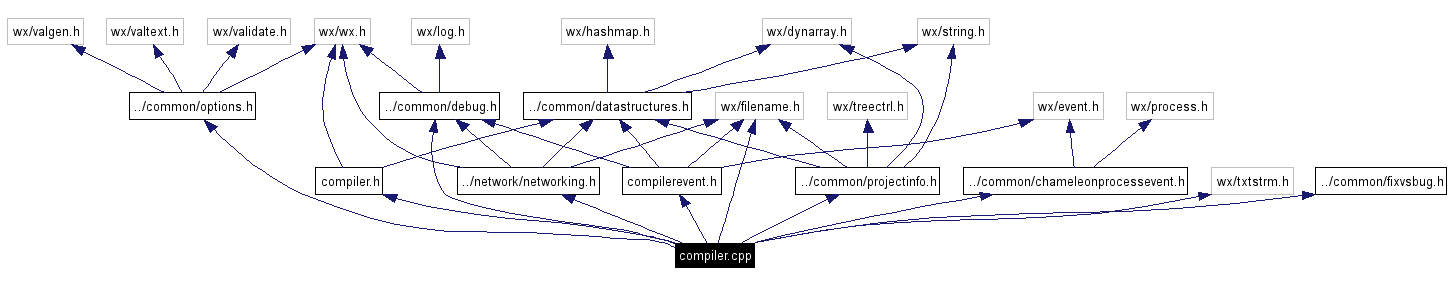 wx/valgen.h wx/valtext.h wx/validate.h wx/wx.h wx/log.h wx/hashmap.h wx/dynarray.h wx/string.h
../common/options.h ../common/debug.h ../common/datastructures.h wx/filename.h wx/treectrl.h wx/event.h wx/process.h
compiler.h ../network/networking.h compilerevent.h ../common/projectinfo.h ../common/chameleonprocessevent.h wx/txtstrm.h ../common/fixvsbug.h
compiler.cpp